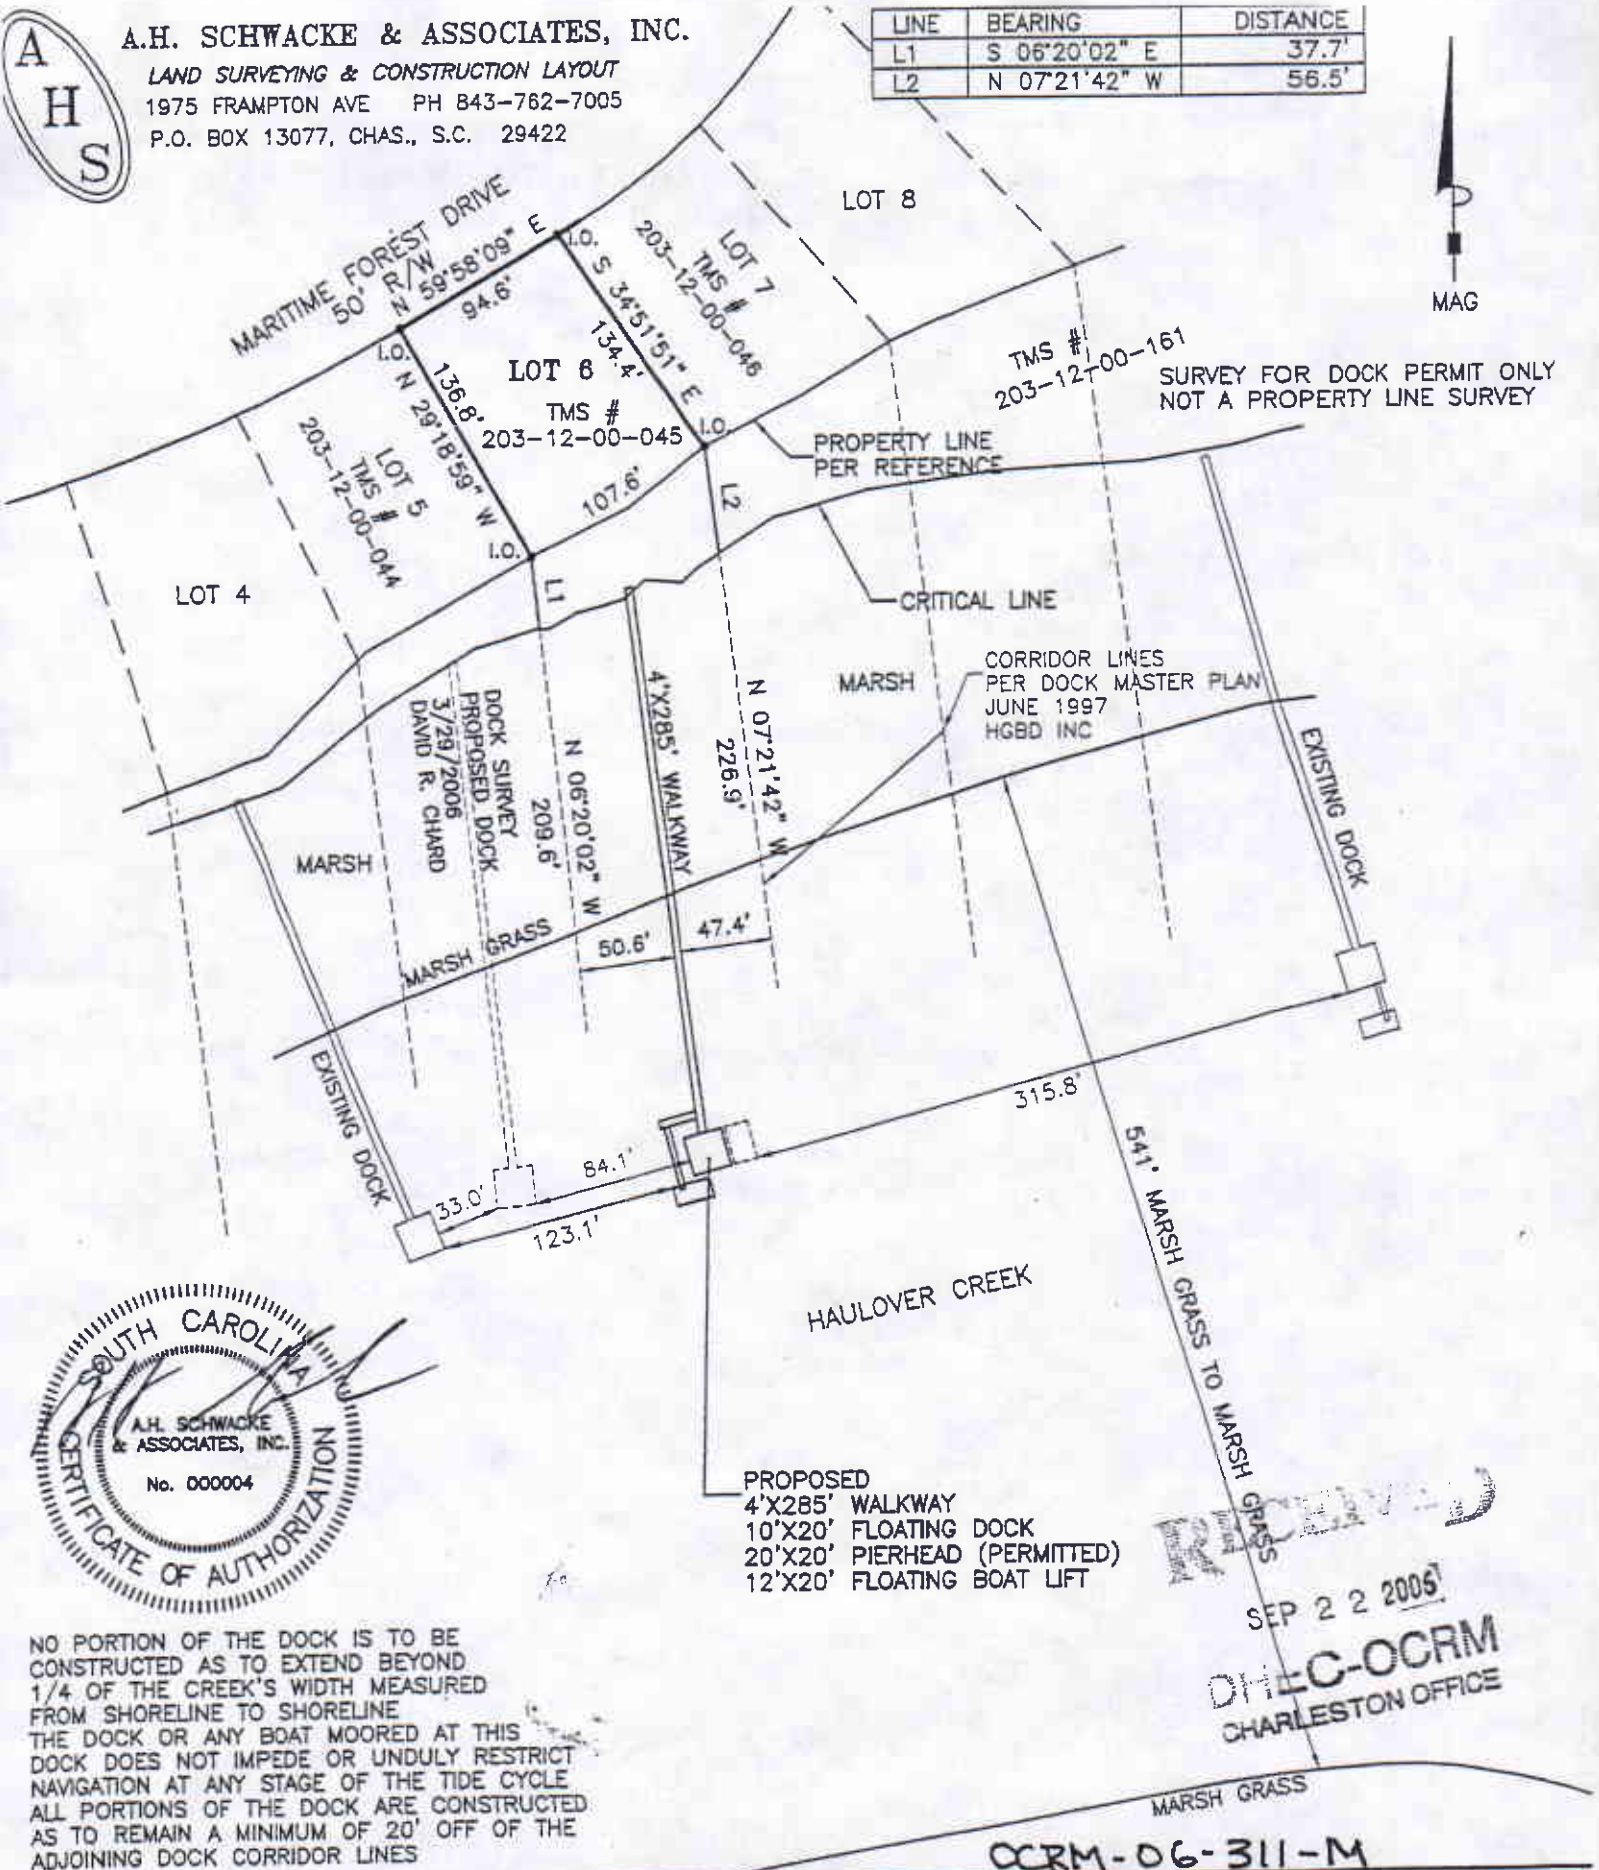 A
H
S
A.H. SCHWACKE & ASSOCIATES, INC.
LAND SURVEYING & CONSTRUCTION LAYOUT
1975 FRAMPTON AVE PH 843-762-7005
P.O. BOX 13077, CHAS., S.C. 29422
LINE BEARING DISTANCE
L1 S 06°20'02" E 37.7'
L2 N 07°21'42" W 56.5'
MAG
SURVEY FOR DOCK PERMIT ONLY
NOT A PROPERTY LINE SURVEY
MARITIME FOREST DRIVE
50' R/W
N 59°58'09" E
94.6'
I.O.
I.O.
S 34°51'51" E
134.4'
LOT 7
TMS #
203-12-00-046
LOT 8
TMS #
203-12-00-161
LOT 6
TMS #
203-12-00-045
136.8'
N 29°18'59" W
107.6'
I.O.
I.O.
LOT 5
TMS #
203-12-00-044
LOT 4
PROPERTY LINE
PER REFERENCE
L2
L1
CRITICAL LINE
CORRIDOR LINES
PER DOCK MASTER PLAN
JUNE 1997
HGBD INC
MARSH
4'X285' WALKWAY
N 07°21'42" W
226.9'
N 06°20'02" W
209.6'
DOCK SURVEY
PROPOSED DOCK
3/29/2006
DAVID R. CHARD
MARSH
EXISTING DOCK
MARSH GRASS
50.6'
47.4'
EXISTING DOCK
315.8'
84.1'
33.0'
123.1'
541' MARSH GRASS TO MARSH GRASS
HAULOVER CREEK
SOUTH CAROLINA
A.H. SCHWACKE
& ASSOCIATES, INC.
No. 000004
CERTIFICATE OF AUTHORIZATION
PROPOSED
4'X285' WALKWAY
10'X20' FLOATING DOCK
20'X20' PIERHEAD (PERMITTED)
12'X20' FLOATING BOAT LIFT
RECEIVED
SEP 22 2006
DHEC-OCRM
CHARLESTON OFFICE
NO PORTION OF THE DOCK IS TO BE
CONSTRUCTED AS TO EXTEND BEYOND
1/4 OF THE CREEK'S WIDTH MEASURED
FROM SHORELINE TO SHORELINE
THE DOCK OR ANY BOAT MOORED AT THIS
DOCK DOES NOT IMPEDE OR UNDULY RESTRICT
NAVIGATION AT ANY STAGE OF THE TIDE CYCLE
ALL PORTIONS OF THE DOCK ARE CONSTRUCTED
AS TO REMAIN A MINIMUM OF 20' OFF OF THE
ADJOINING DOCK CORRIDOR LINES
MARSH GRASS
OCRM-06-311-M